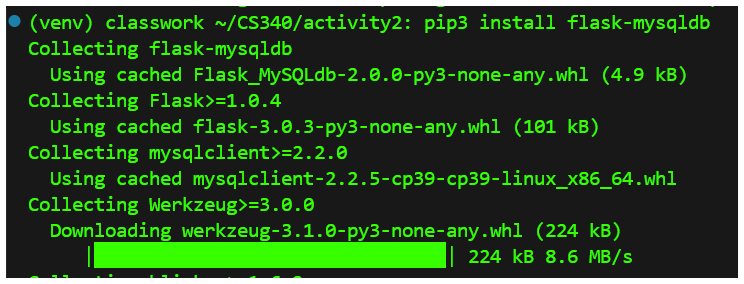 (venv) classwork ~/CS340/activity2: pip3 install flask-mysqldb
Collecting flask-mysqldb
Using cached Flask_MySQLdb-2.0.0-py3-none-any.whl (4.9 kB)
Collecting Flask>=1.0.4
Using cached flask-3.0.3-py3-none-any.whl (101 kB)
Collecting mysqlclient>=2.2.0
Using cached mysqlclient-2.2.5-cp39-cp39-linux_x86_64.whl
Collecting Werkzeug>=3.0.0
Downloading werkzeug-3.1.0-py3-none-any.whl (224 kB)
|████████████████████████████████| 224 kB 8.6 MB/s